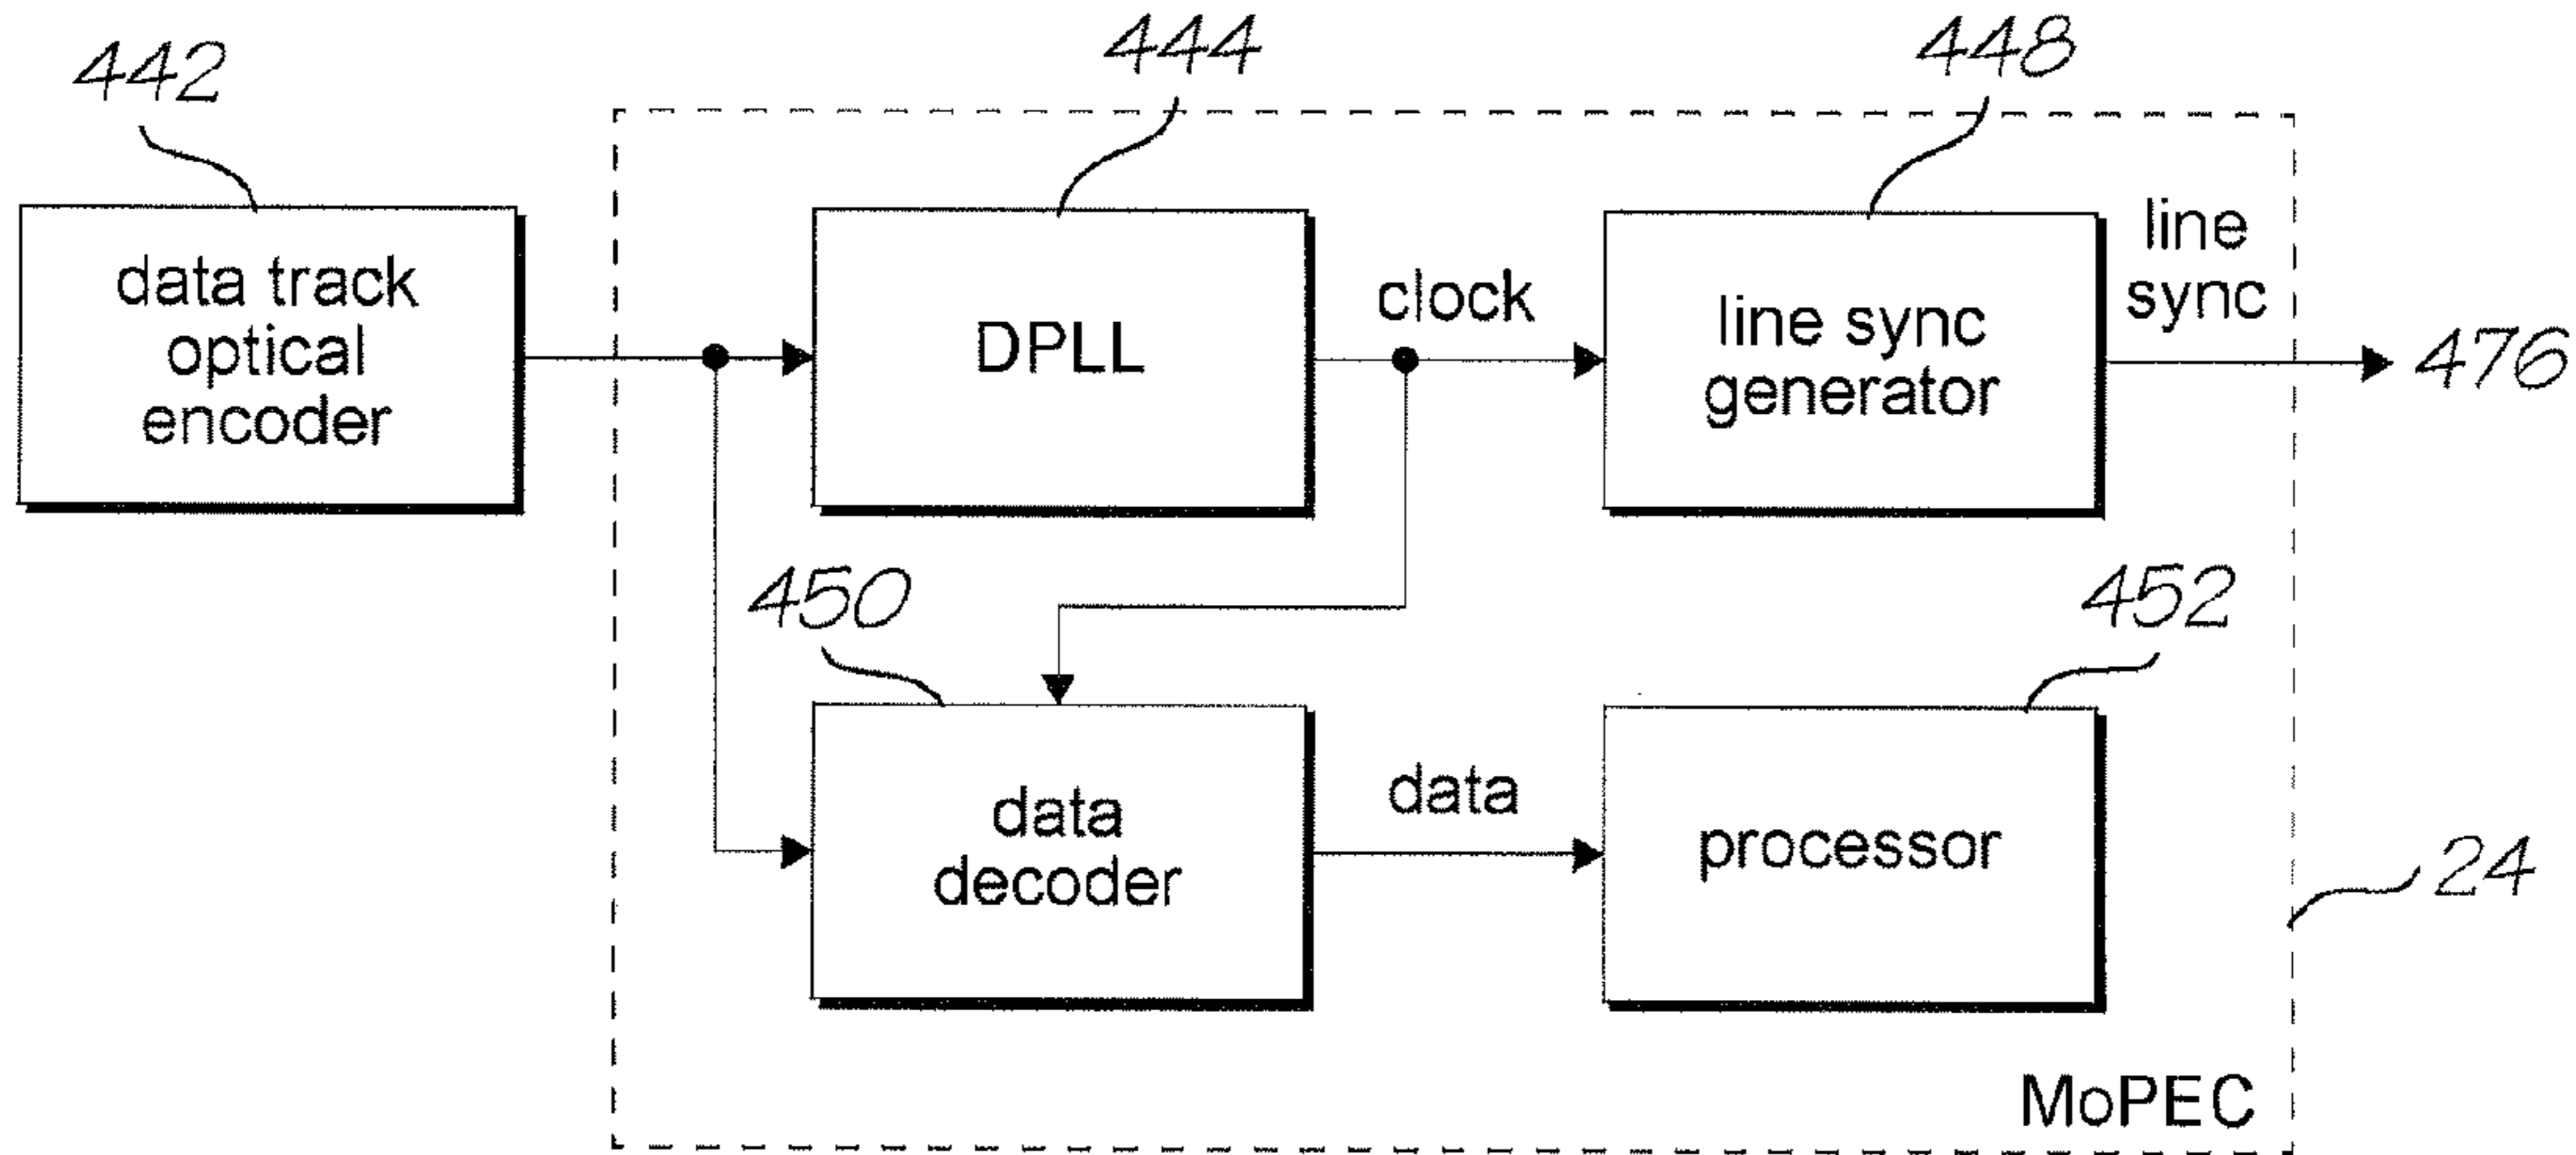 442
444
448
data track
optical
encoder
DPLL
clock
line sync
generator
line
sync
476
450
452
data
decoder
data
processor
24
MoPEC